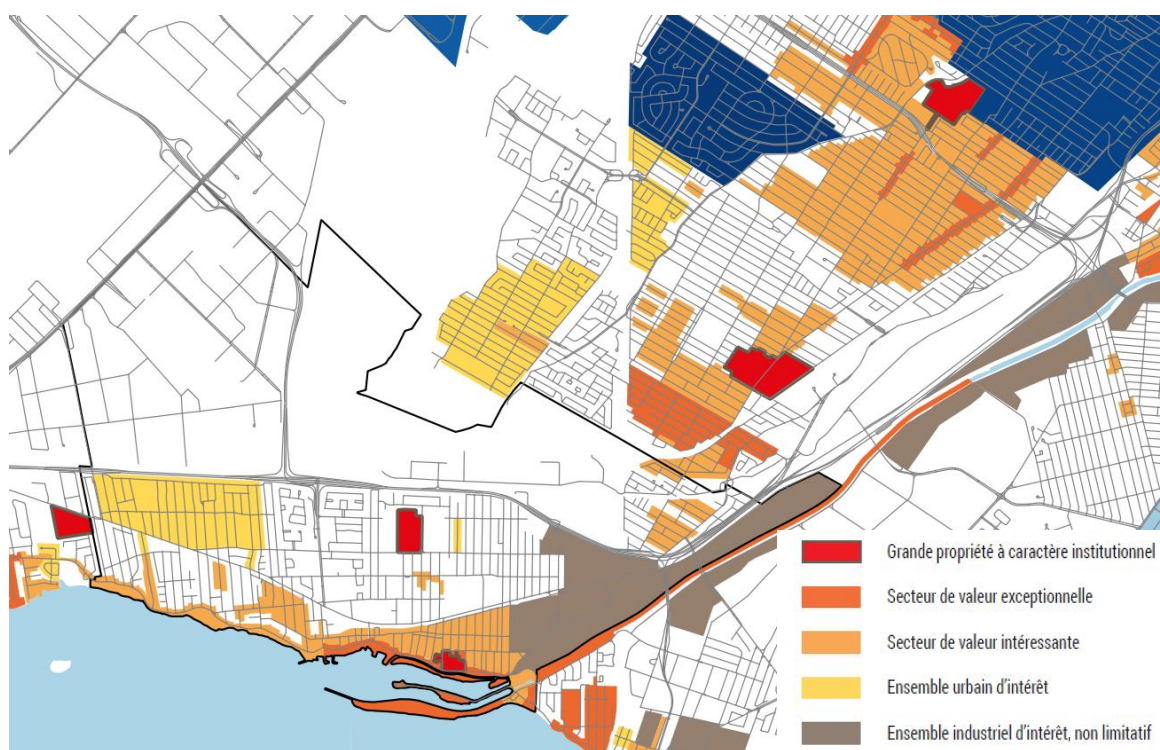 Grande propriété à caractère institutionnel
Secteur de valeur exceptionnelle
Secteur de valeur intéressante
Ensemble urbain d'intérêt
Ensemble industriel d'intérêt, non limitatif